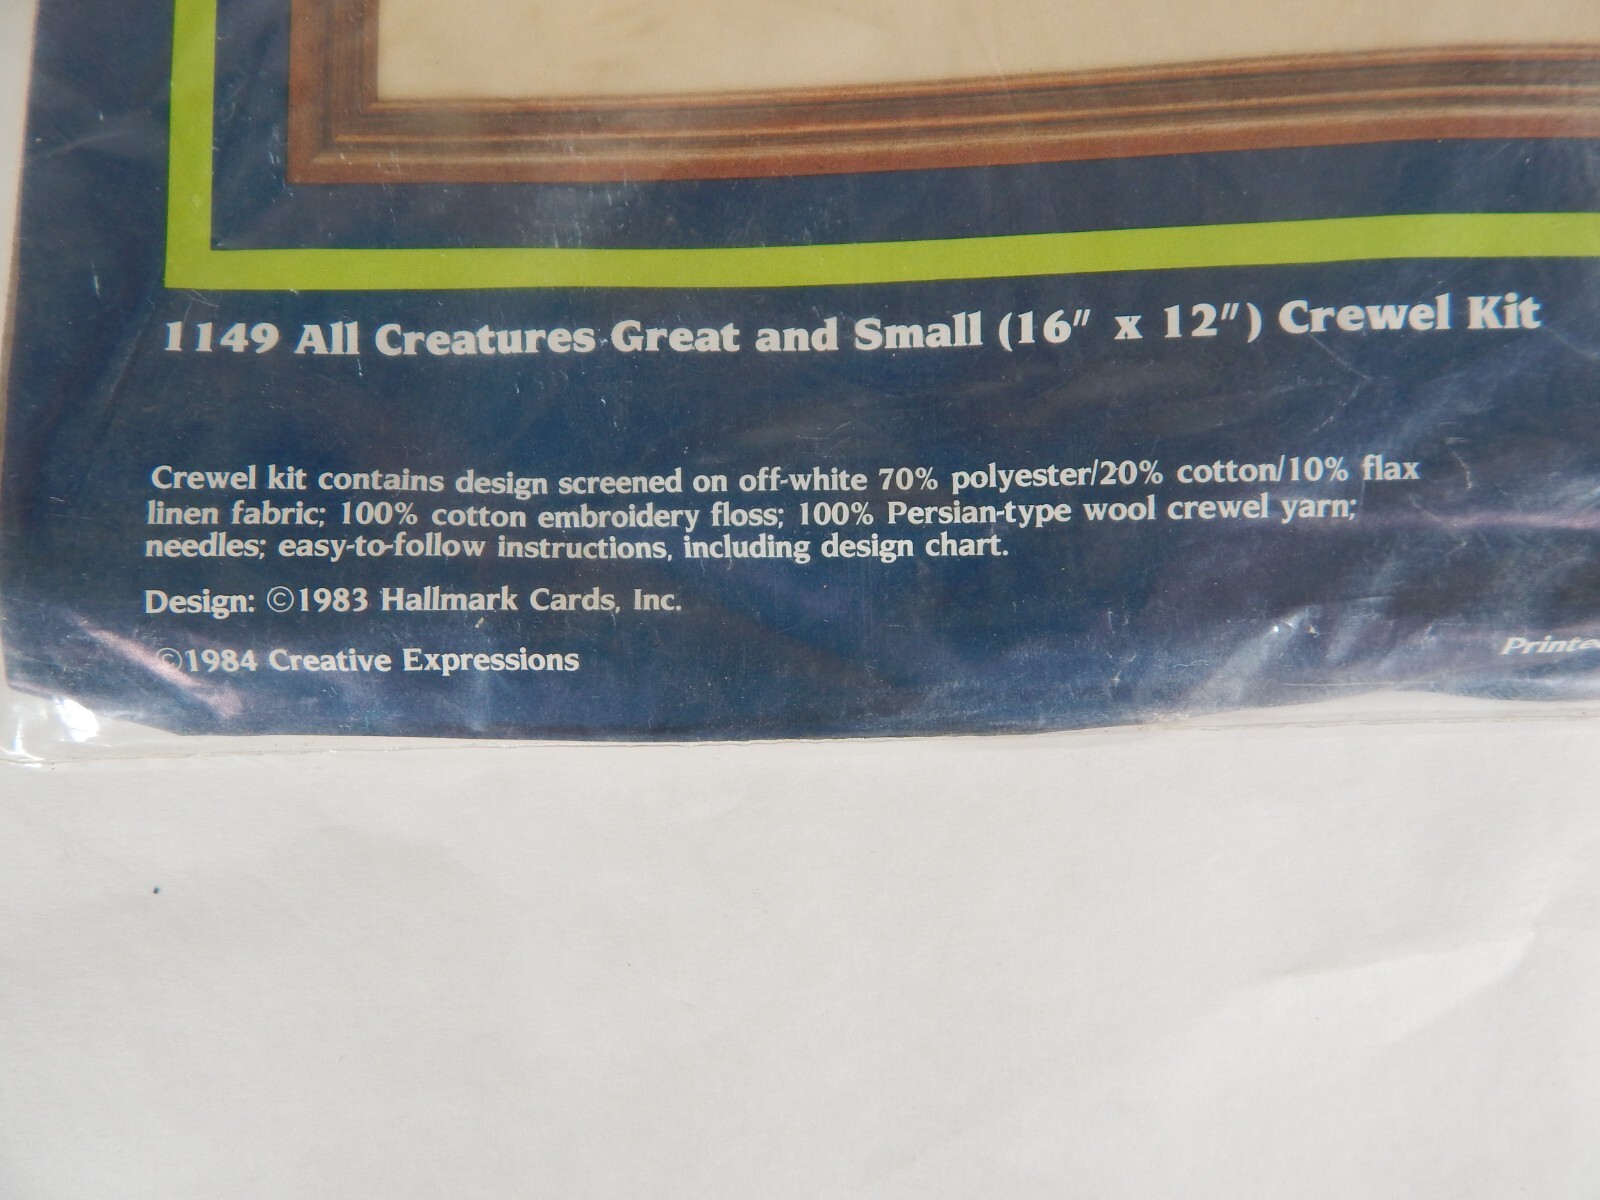 1149 All Creatures Great and Small (16" x 12") Crewel Kit
Crewel kit contains design screened on off-white 70% polyester/20% cotton/10% flax
linen fabric; 100% cotton embroidery floss; 100% Persian-type wool crewel yarn;
needles; easy-to-follow instructions, including design chart.
Design: ©1983 Hallmark Cards, Inc.
©1984 Creative Expressions